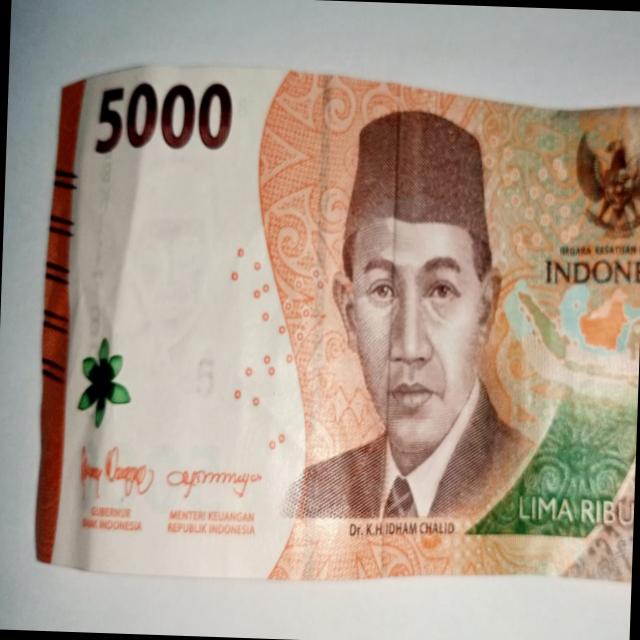 5000
NEGARA KESATUAN
INDONE
GUBERNUR
BANK INDONESIA
MENTERI KEUANGAN
REPUBLIK INDONESIA
Dr. K.H. IDHAM CHALID
LIMA RIBU